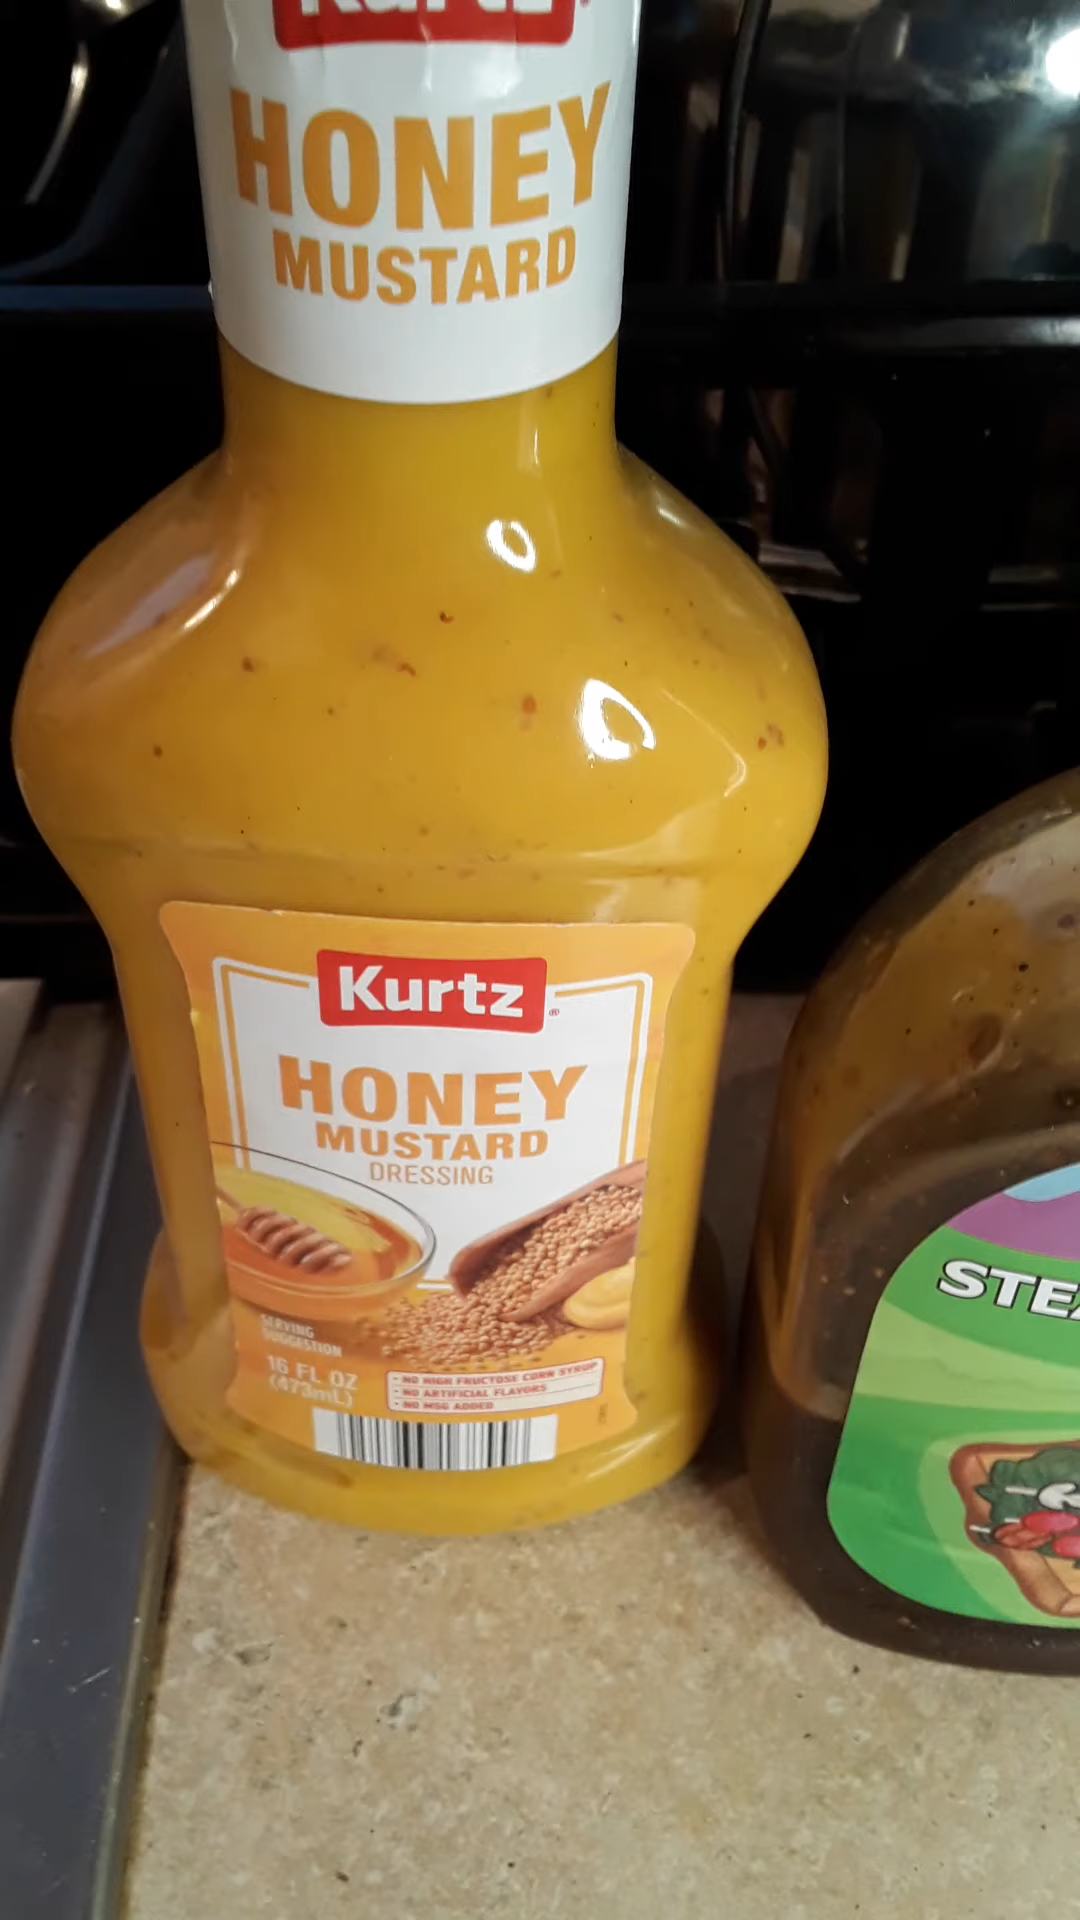 Kurtz
HONEY
MUSTARD
Kurtz®
HONEY
MUSTARD
DRESSING
SERVING
SUGGESTION
16 FL OZ
(473mL)
- NO HIGH FRUCTOSE CORN SYRUP
- NO ARTIFICIAL FLAVORS
- NO MSG ADDED